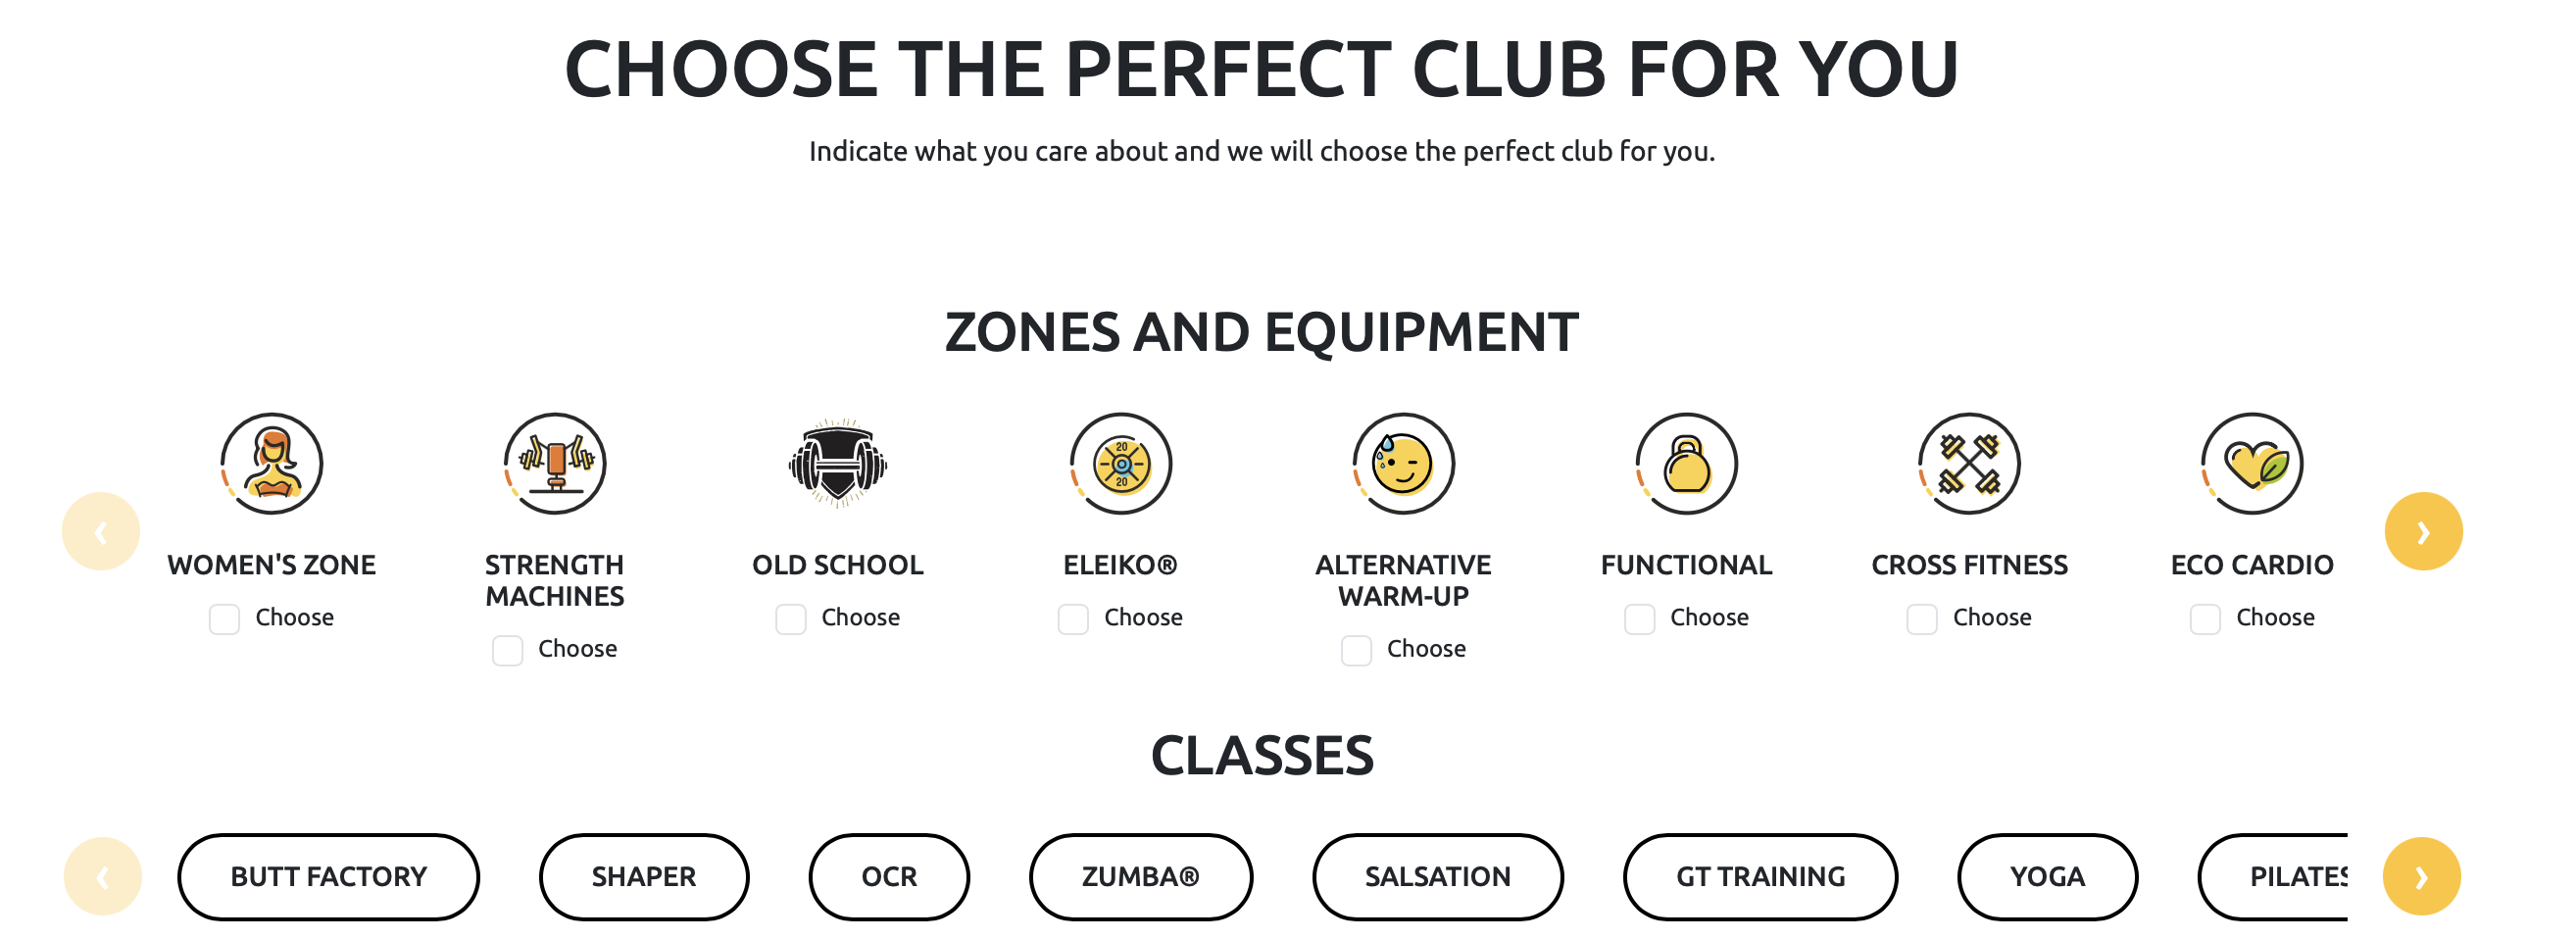 CHOOSE THE PERFECT CLUB FOR YOU
Indicate what you care about and we will choose the perfect club for you.
ZONES AND EQUIPMENT
20
20
WOMEN'S ZONE
Choose
STRENGTH
MACHINES
Choose
OLD SCHOOL
Choose
ELEIKO®
Choose
ALTERNATIVE
WARM-UP
Choose
FUNCTIONAL
Choose
CROSS FITNESS
Choose
ECO CARDIO
Choose
CLASSES
BUTT FACTORY
SHAPER
OCR
ZUMBA®
SALSATION
GT TRAINING
YOGA
PILATES